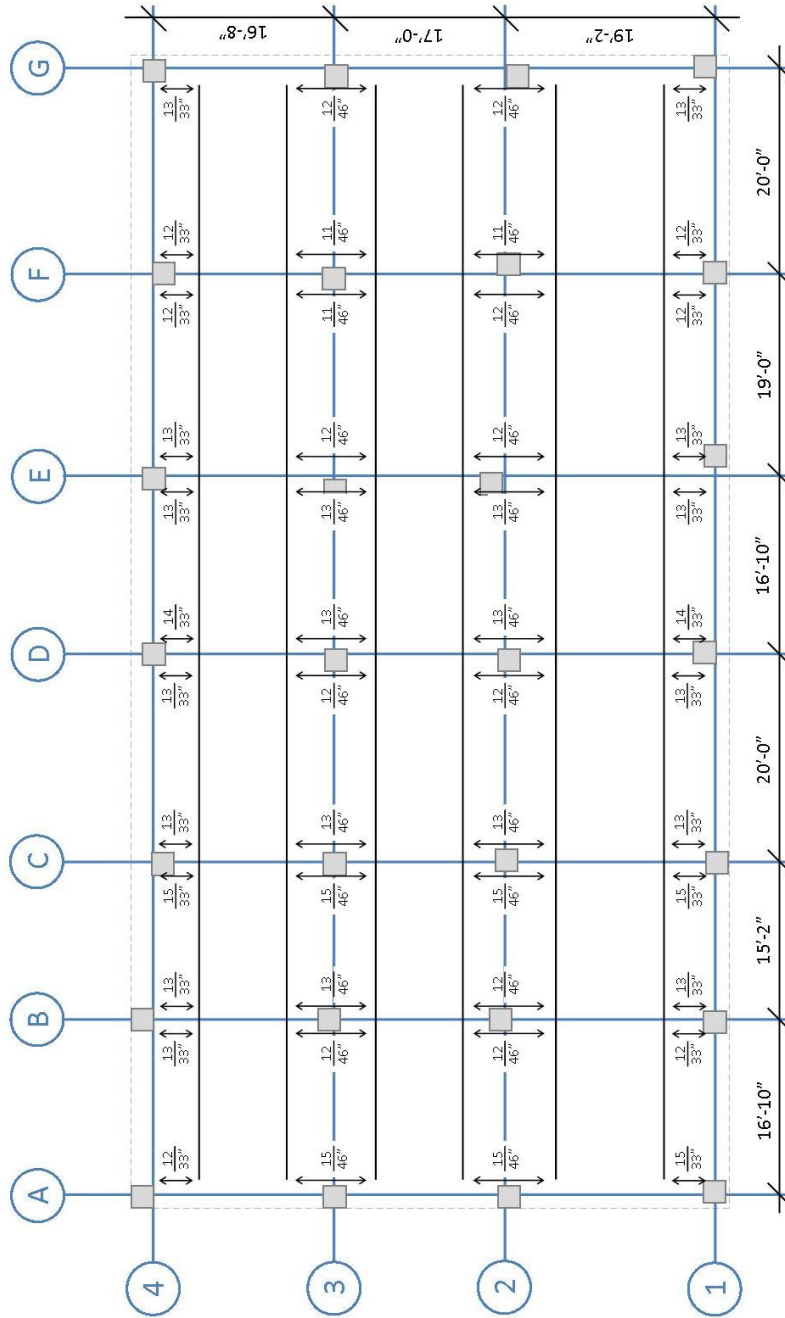 A B C D E F G
4
12 13 13 15 13 13 14 13 13 12 12 13
33” 33” 33” 33” 33” 33” 33” 33” 33” 33” 33” 33”
16’-8”
3
15 12 13 15 13 12 13 13 12 11 11 12
46” 46” 46” 46” 46” 46” 46” 46” 46” 46” 46” 46”
17’-0”
2
15 12 12 15 13 12 13 13 12 12 11 12
46” 46” 46” 46” 46” 46” 46” 46” 46” 46” 46” 46”
19’-2”
15 12 13 15 13 13 14 13 13 12 12 13
33” 33” 33” 33” 33” 33” 33” 33” 33” 33” 33” 33”
1
16’-10” 15’-2” 20’-0” 16’-10” 19’-0” 20’-0”